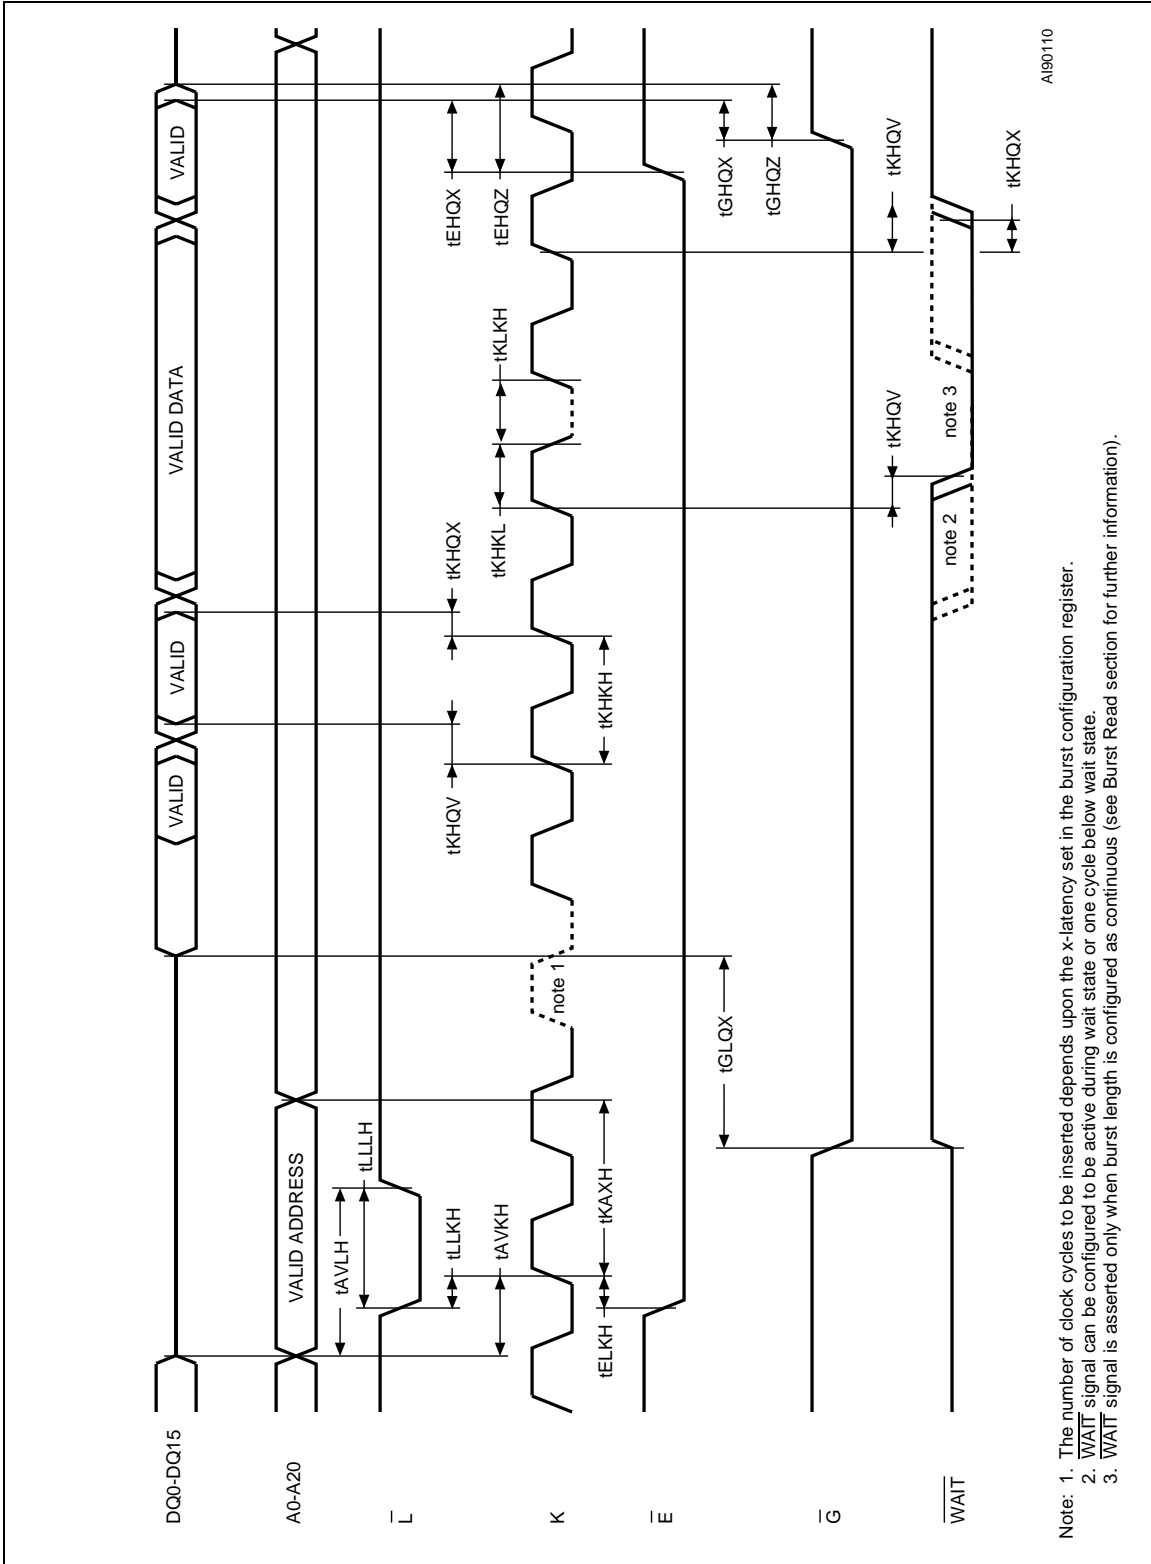 DQ0-DQ15
VALID
VALID
VALID DATA
VALID
A0-A20
VALID ADDRESS
L
tAVLH
tLLLH
tLLKH
tAVKH
tKHQV
tKHQX
tEHQX
K
note 1
tKHKL
tKLKH
tEHQZ
tELKH
tKAXH
tKHKH
E
tGLQX
tGHQX
tGHQZ
G
tKHQV
tKHQV
WAIT
note 2
note 3
tKHQX
AI90110
Note: 1. The number of clock cycles to be inserted depends upon the x-latency set in the burst configuration register.
2. WAIT signal can be configured to be active during wait state or one cycle below wait state.
3. WAIT signal is asserted only when burst length is configured as continuous (see Burst Read section for further information).